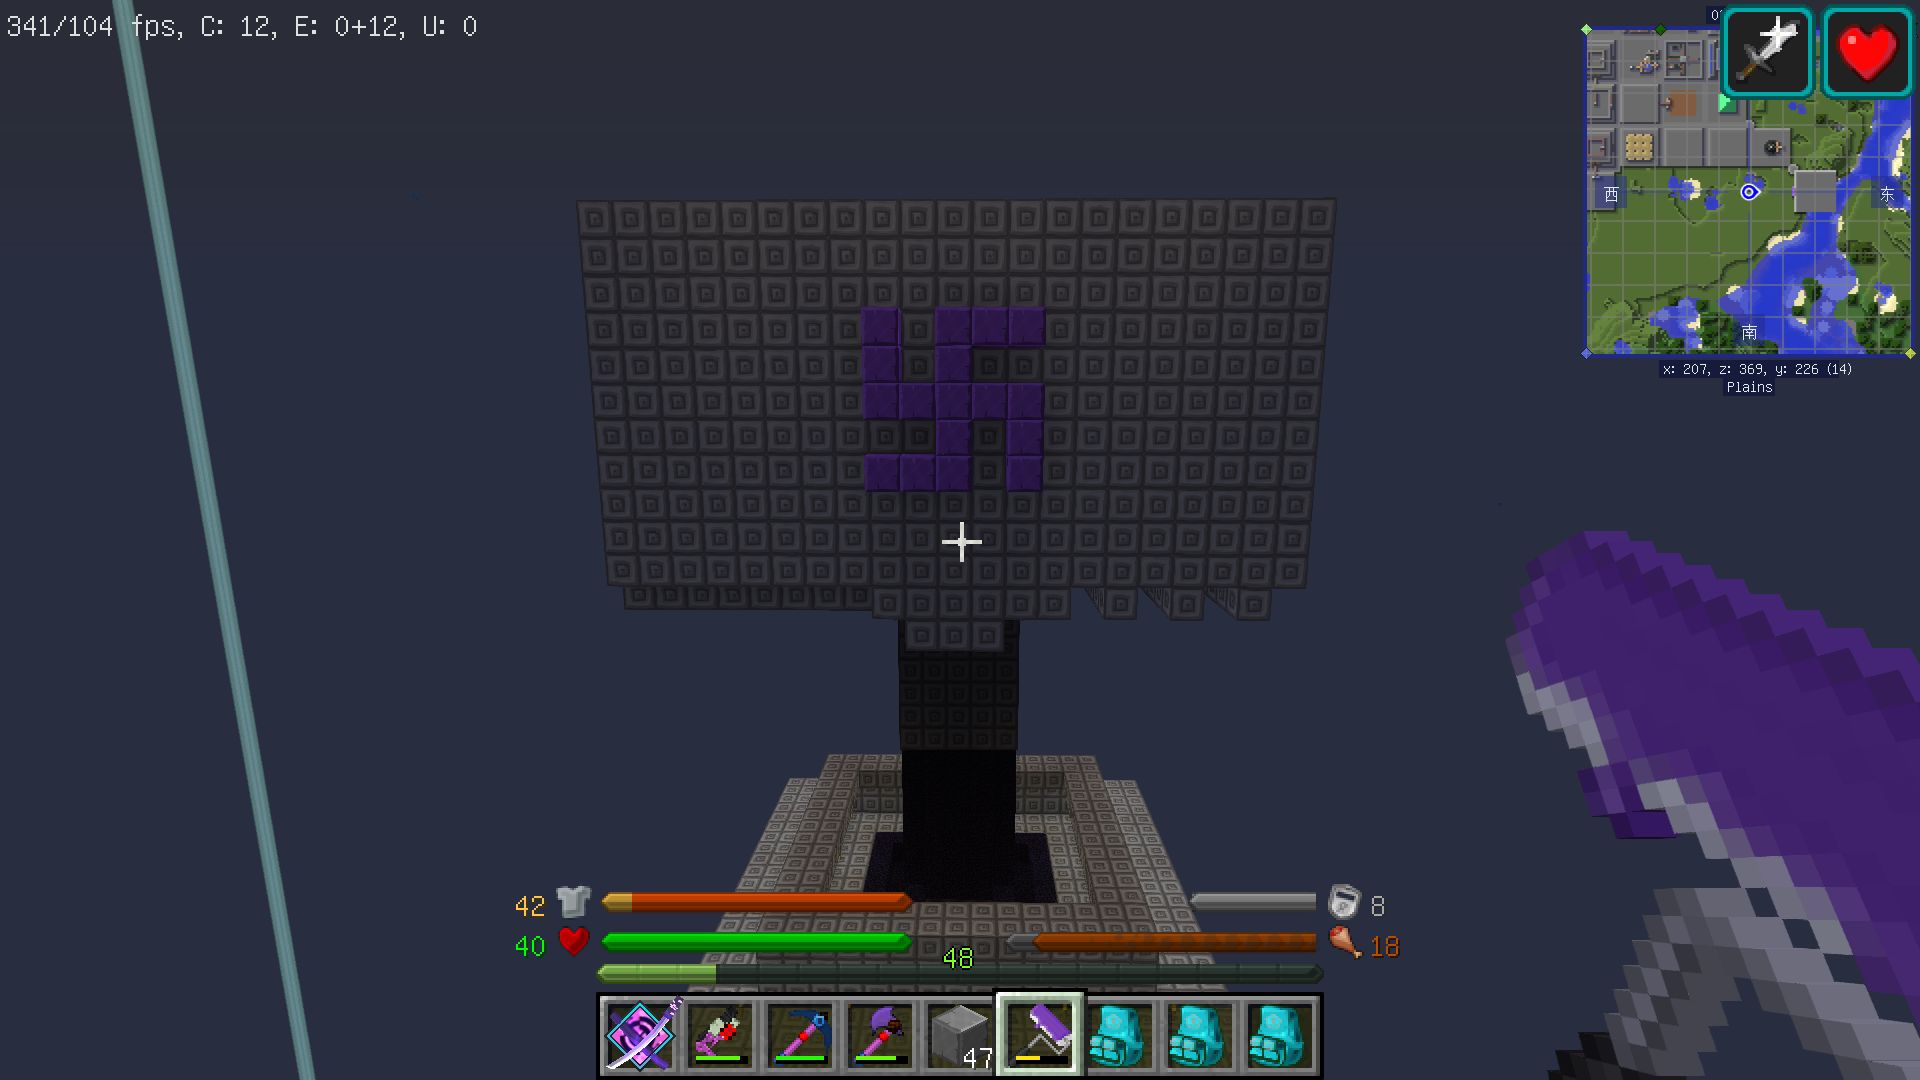 341/104 fps, C: 12, E: 0+12, U: 0
西
东
南
x: 207, z: 369, y: 226 (14)
Plains
42
8
40
18
48
47